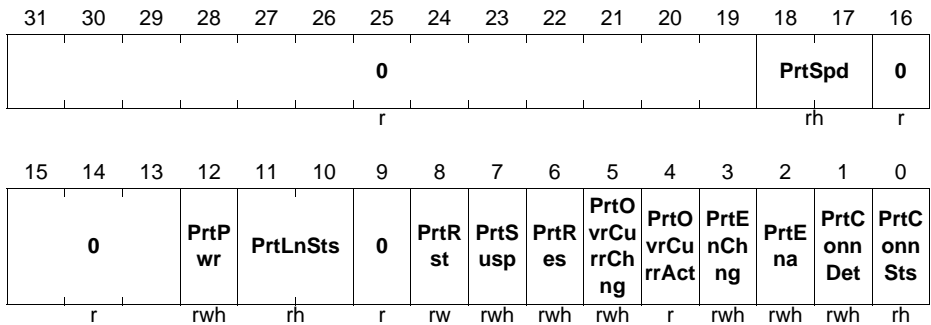 31 30 29 28 27 26 25 24 23 22 21 20 19 18 17 16
0 PrtSpd 0
r rh r
15 14 13 12 11 10 9 8 7 6 5 4 3 2 1 0
0 PrtP wr PrtLnSts 0 PrtR st PrtS usp PrtR es PrtO vrCu rrCh ng PrtO vrCu rrAct PrtE nCh ng PrtE na PrtC onn Det PrtC onn Sts
r rwh rh r rw rwh rwh rwh r rwh rwh rwh rh